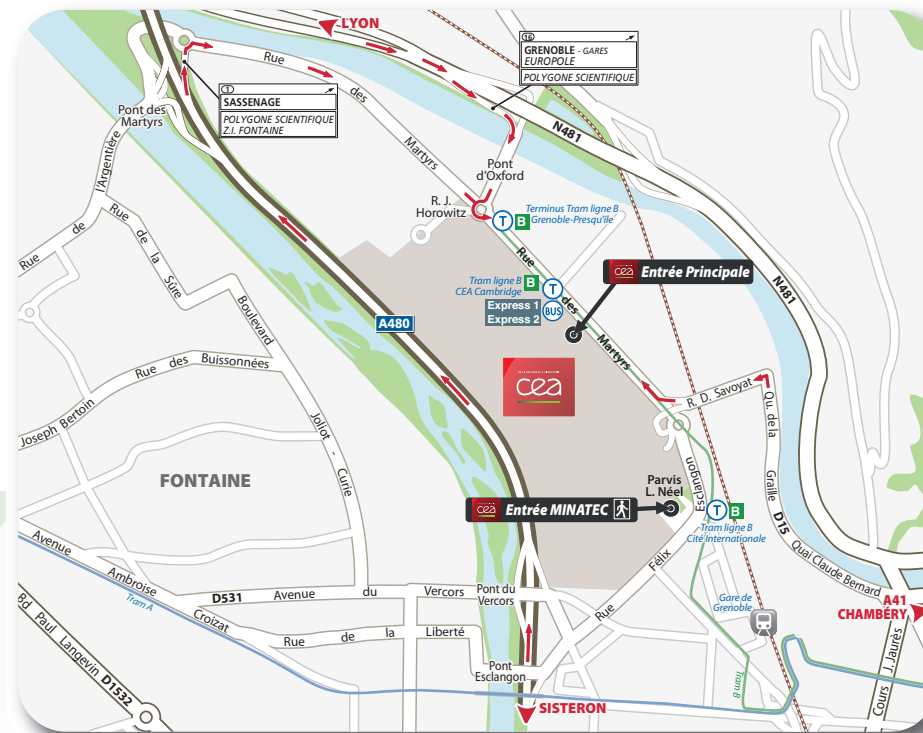 LYON
16
GRENOBLE - GARES
EUROPOLE
POLYGONE SCIENTIFIQUE
1
SASSENAGE
POLYGONE SCIENTIFIQUE
Z.I. FONTAINE
Rue des Martyrs
N481
Pont des
Martyrs
Pont
d'Oxford
R. J.
Horowitz
Terminus Tram ligne B
Grenoble-Presqu'île
T
B
Rue de l'Argentière
Rue de la Sûre
Rue des Martyrs
Tram ligne B
CEA Cambridge
B
T
Express 1
Express 2
BUS
cea
Entrée Principale
N481
A480
Boulevard Joliot - Curie
Rue des Buissonnées
Joseph Bertoin
cea
R. D. Savoyat
Qu. de la Graille
D15
FONTAINE
Parvis
L. Néel
Esclangon
cea
Entrée MINATEC
T
B
Tram ligne B
Cité Internationale
Quai Claude Bernard
Avenue Ambroise Croizat
Tram A
D531 Avenue du Vercors
Pont du
Vercors
Rue Félix
Gare de
Grenoble
A41
CHAMBÉRY
Rue de la Liberté
Pont
Esclangon
Bd Paul Langevin D1532
Tram B
Cours J. Jaurès
SISTERON